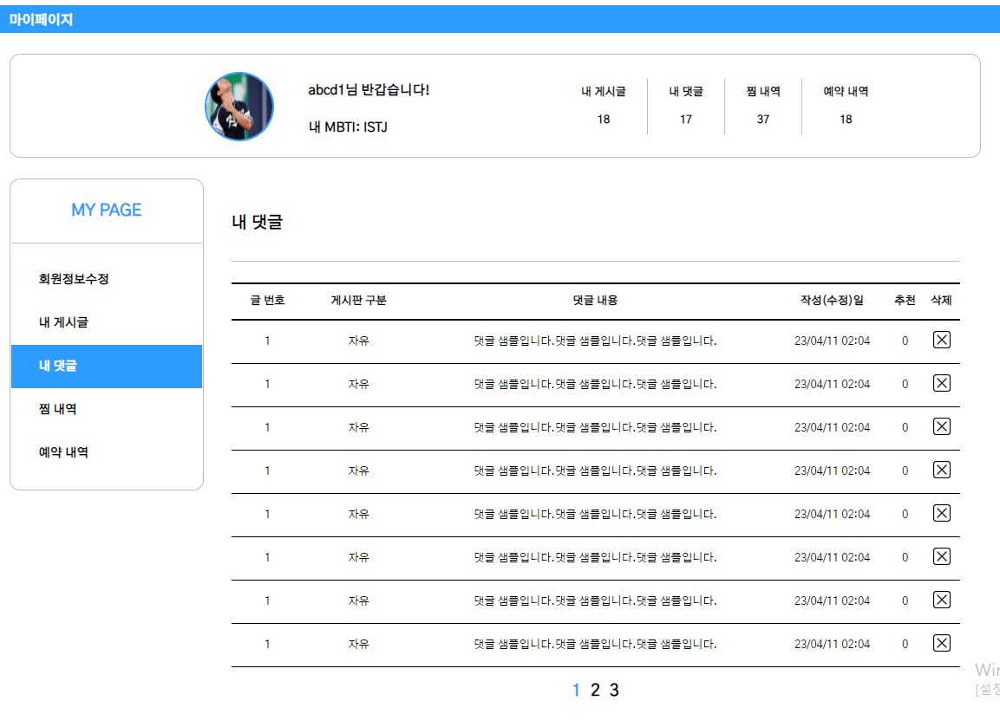 마이페이지
abcd1님 반갑습니다!
내 MBTI: ISTJ
내 게시글 내 댓글 찜 내역 예약 내역
18 17 37 18
MY PAGE
회원정보수정
내 게시글
내 댓글
찜 내역
예약 내역
내 댓글
글 번호 게시판 구분 댓글 내용 작성(수정)일 추천 삭제
1 자유 댓글 샘플입니다.댓글 샘플입니다.댓글 샘플입니다. 23/04/11 02:04 0
1 자유 댓글 샘플입니다.댓글 샘플입니다.댓글 샘플입니다. 23/04/11 02:04 0
1 자유 댓글 샘플입니다.댓글 샘플입니다.댓글 샘플입니다. 23/04/11 02:04 0
1 자유 댓글 샘플입니다.댓글 샘플입니다.댓글 샘플입니다. 23/04/11 02:04 0
1 자유 댓글 샘플입니다.댓글 샘플입니다.댓글 샘플입니다. 23/04/11 02:04 0
1 자유 댓글 샘플입니다.댓글 샘플입니다.댓글 샘플입니다. 23/04/11 02:04 0
1 자유 댓글 샘플입니다.댓글 샘플입니다.댓글 샘플입니다. 23/04/11 02:04 0
1 자유 댓글 샘플입니다.댓글 샘플입니다.댓글 샘플입니다. 23/04/11 02:04 0
1 2 3